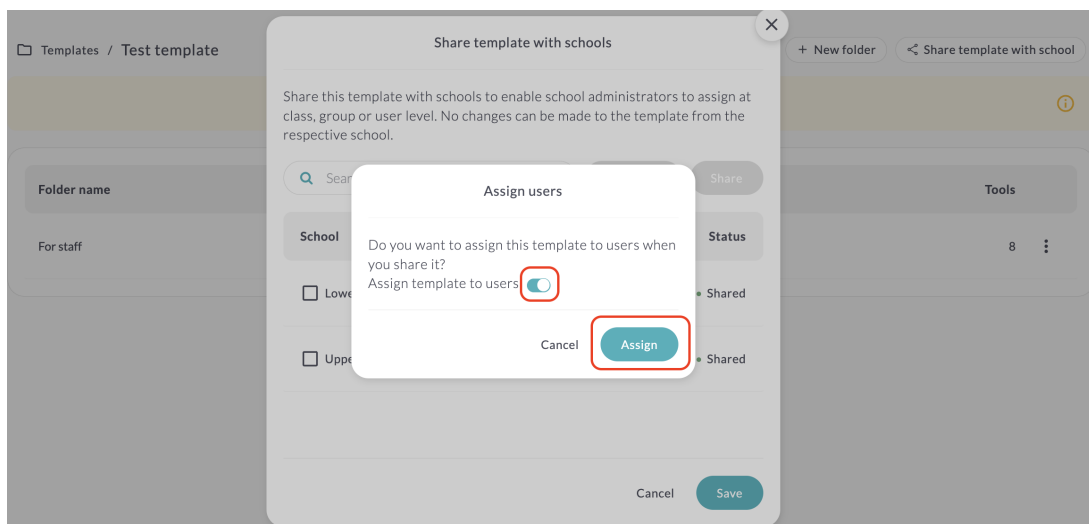 Templates / Test template
Share template with schools
+ New folder
Share template with school
Share this template with schools to enable school administrators to assign at
class, group or user level. No changes can be made to the template from the
respective school.
Share
Folder name
Tools
For staff
8
School
Status
Shared
Shared
Assign users
Do you want to assign this template to users when
you share it?
Assign template to users
Cancel
Assign
Cancel
Save